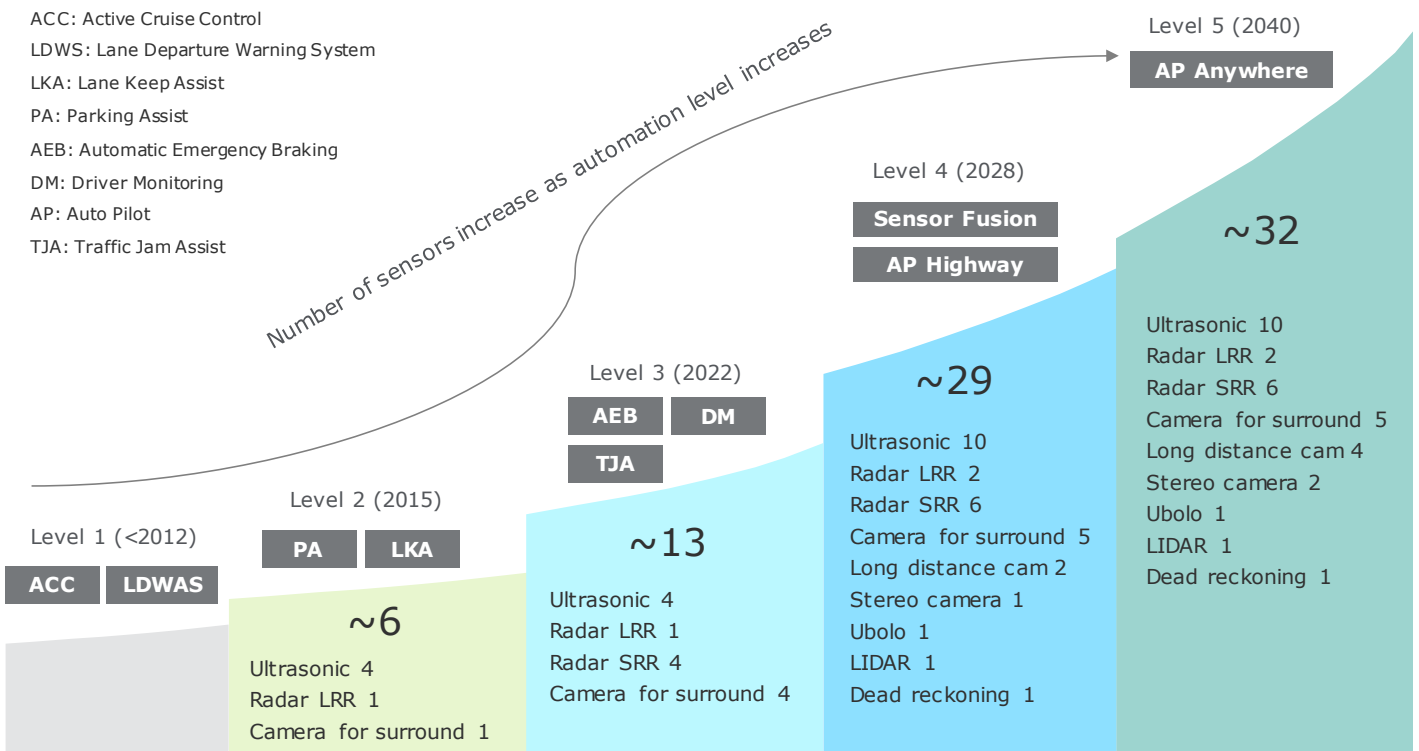 ACC: Active Cruise Control
LDWS: Lane Departure Warning System
LKA: Lane Keep Assist
PA: Parking Assist
AEB: Automatic Emergency Braking
DM: Driver Monitoring
AP: Auto Pilot
TJA: Traffic Jam Assist
Number of sensors increase as automation level increases
Level 1 (<2012)
ACC
LDWAS
Level 2 (2015)
PA
LKA
~6
Ultrasonic 4
Radar LRR 1
Camera for surround 1
Level 3 (2022)
AEB
DM
TJA
~13
Ultrasonic 4
Radar LRR 1
Radar SRR 4
Camera for surround 4
Level 4 (2028)
Sensor Fusion
AP Highway
~29
Ultrasonic 10
Radar LRR 2
Radar SRR 6
Camera for surround 5
Long distance cam 2
Stereo camera 1
Ubolo 1
LIDAR 1
Dead reckoning 1
Level 5 (2040)
AP Anywhere
~32
Ultrasonic 10
Radar LRR 2
Radar SRR 6
Camera for surround 5
Long distance cam 4
Stereo camera 2
Ubolo 1
LIDAR 1
Dead reckoning 1